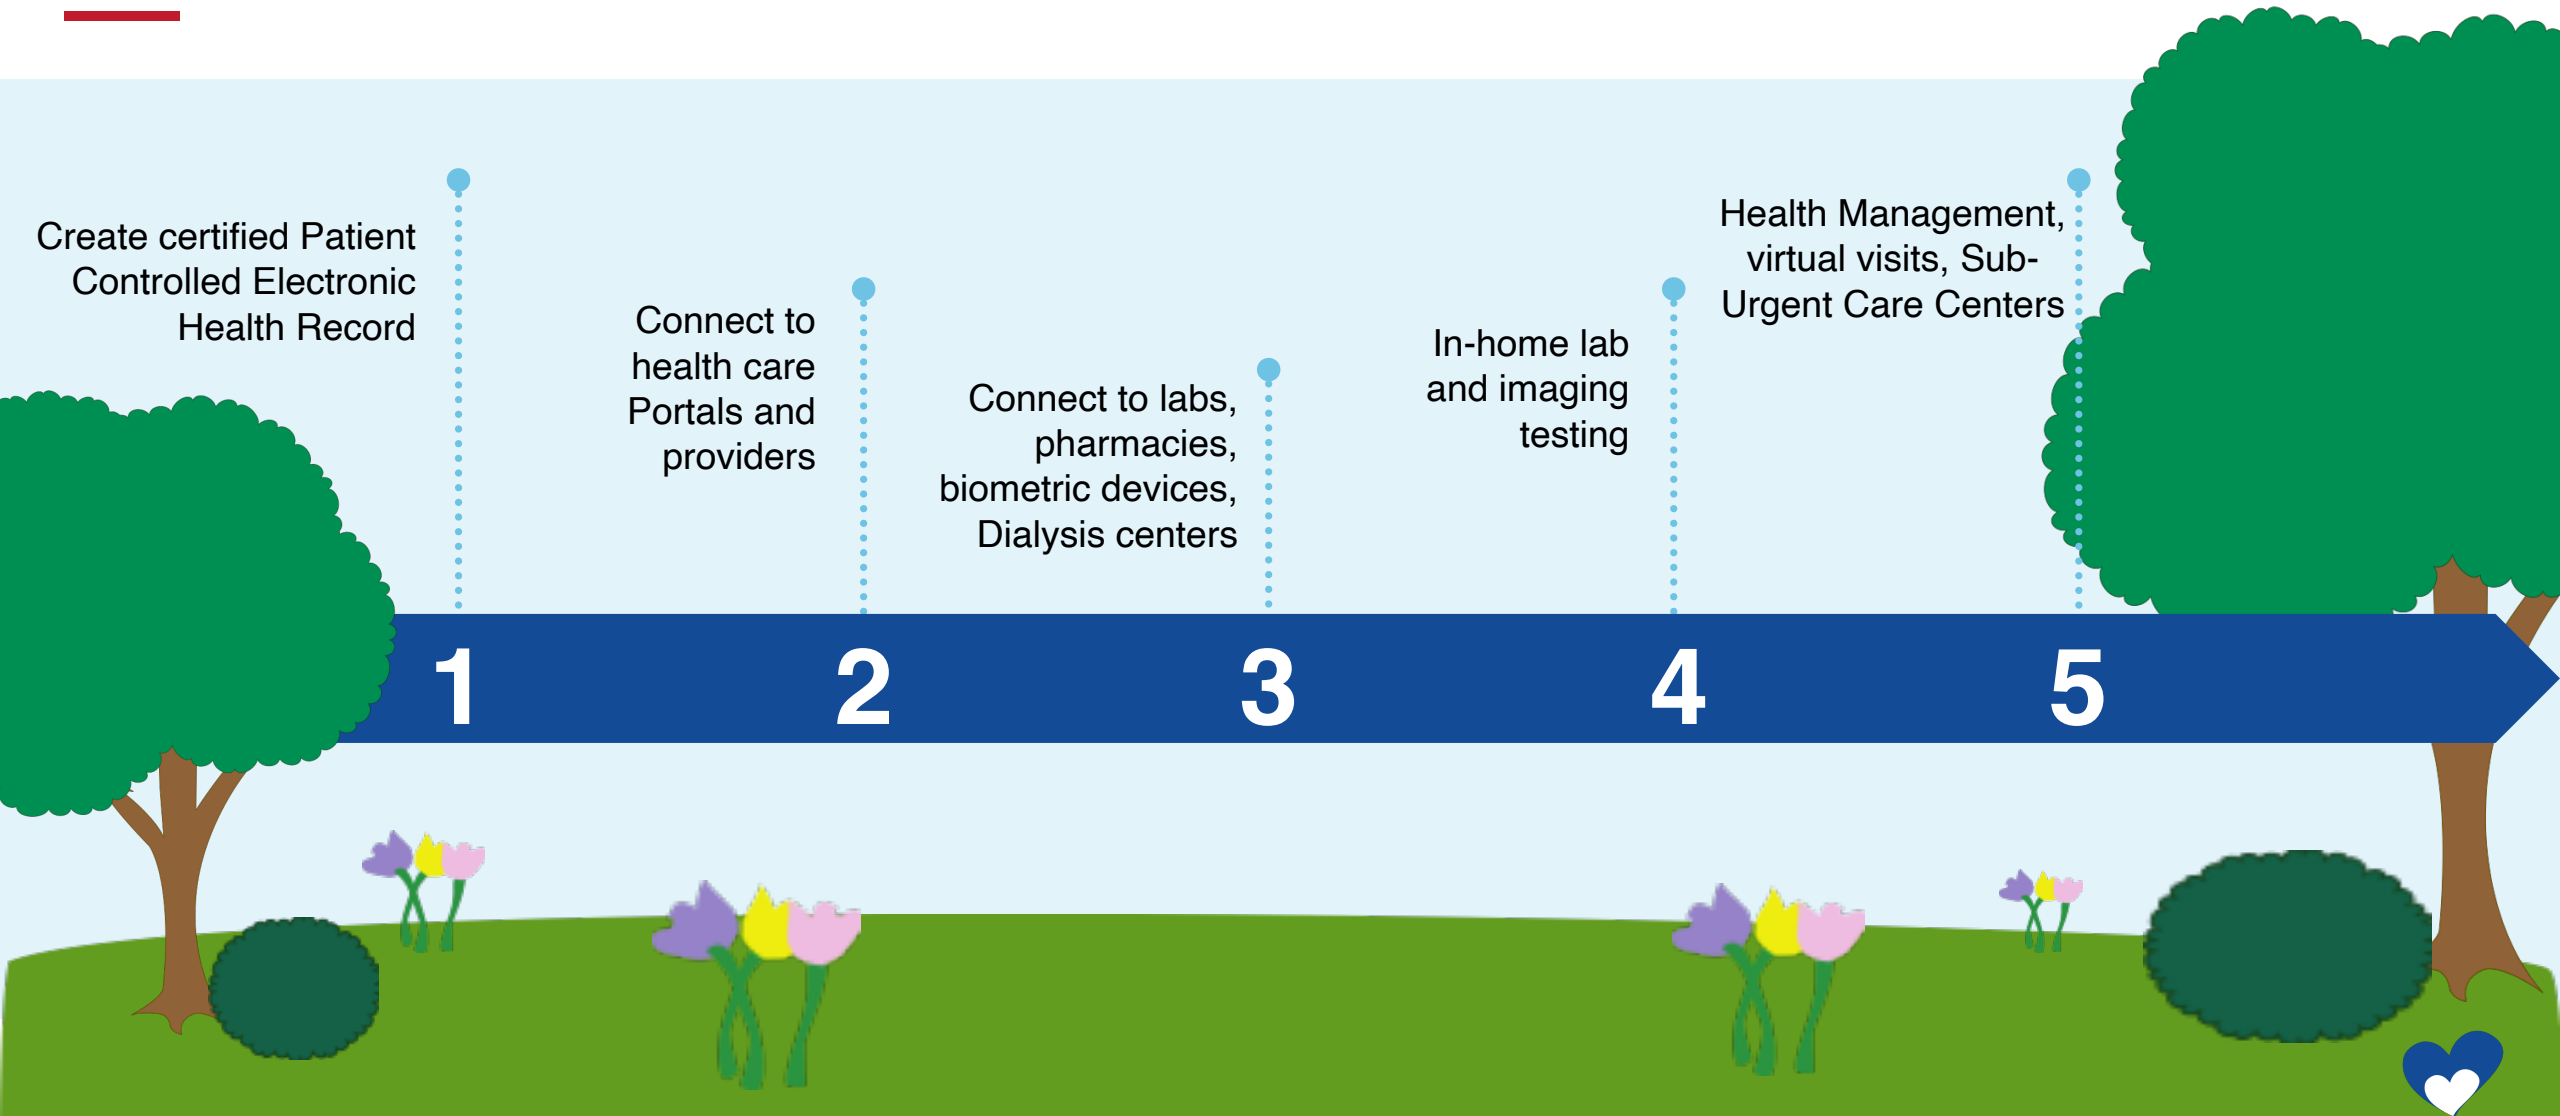 Create certified Patient
Controlled Electronic
Health Record
Connect to
health care
Portals and
providers
Connect to labs,
pharmacies,
biometric devices,
Dialysis centers
In-home lab
and imaging
testing
Health Management,
virtual visits, Sub-
Urgent Care Centers
1
2
3
4
5